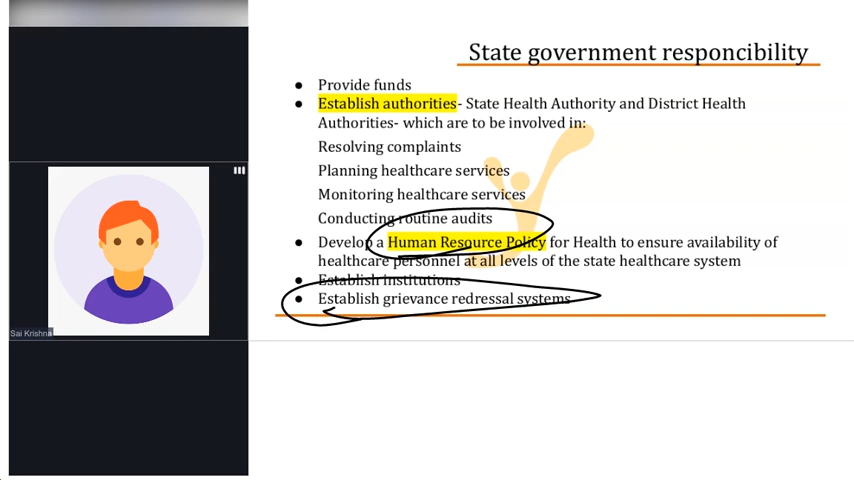 State government responcibility
● Provide funds
● Establish authorities- State Health Authority and District Health
Authorities- which are to be involved in:
Resolving complaints
Planning healthcare services
Monitoring healthcare services
Conducting routine audits
● Develop a Human Resource Policy for Health to ensure availability of
healthcare personnel at all levels of the state healthcare system
● Establish institutions
● Establish grievance redressal systems
Sai Krishna